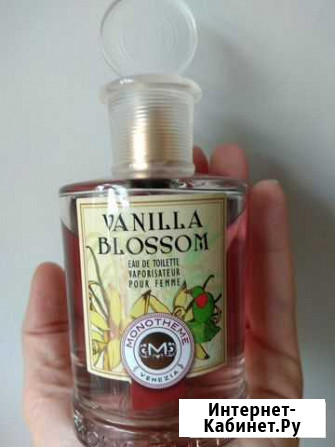 VANILLA
BLOSSOM
EAU DE TOILETTE
VAPORISATEUR
POUR FEMME
MONOTHEME
VENEZIA
Интернет-
Кабинет.Ру